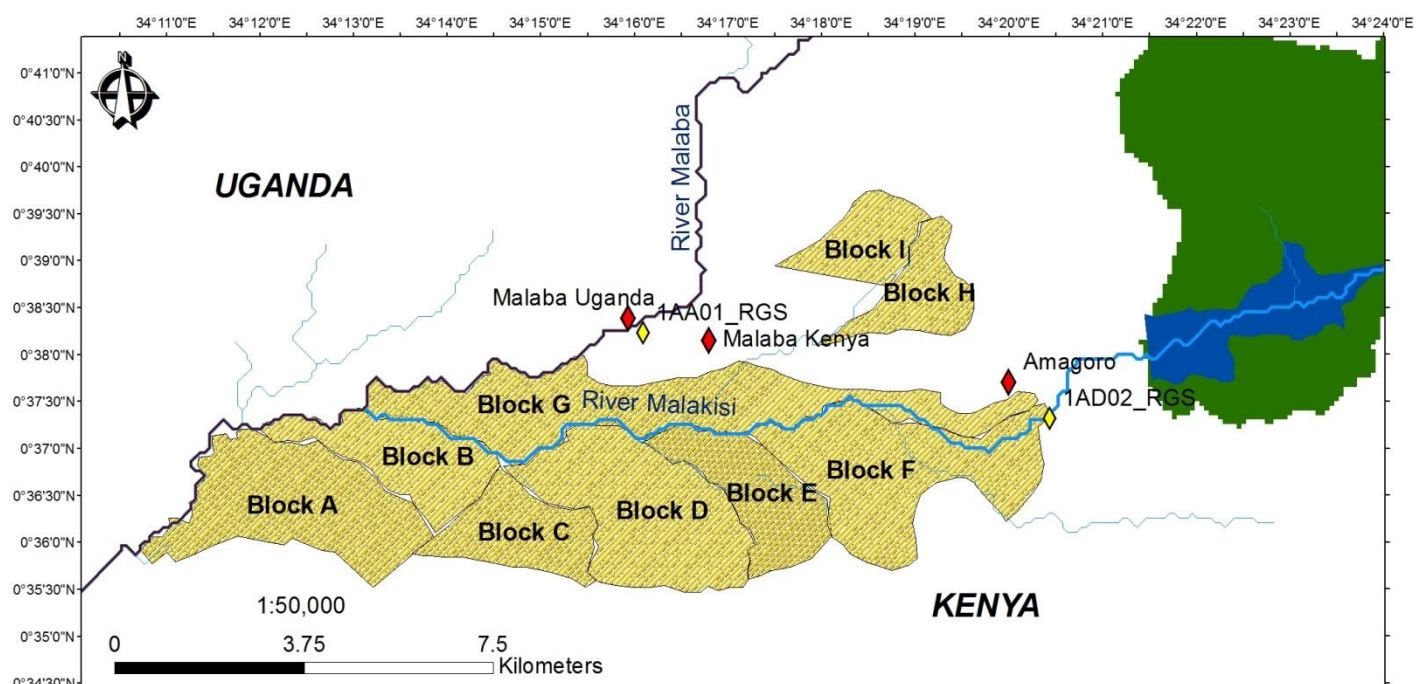 34°11'0"E 34°12'0"E 34°13'0"E 34°14'0"E 34°15'0"E 34°16'0"E 34°17'0"E 34°18'0"E 34°19'0"E 34°20'0"E 34°21'0"E 34°22'0"E 34°23'0"E 34°24'0"E
N
0°41'0"N
0°40'30"N
0°40'0"N
0°39'30"N
0°39'0"N
0°38'30"N
0°38'0"N
0°37'30"N
0°37'0"N
0°36'30"N
0°36'0"N
0°35'30"N
0°35'0"N
0°34'30"N
UGANDA
River Malaba
Block I
Block H
Malaba Uganda
1AA01_RGS
Malaba Kenya
Amagoro
1AD02_RGS
Block G
River Malakisi
Block B
Block F
Block A
Block E
Block D
Block C
KENYA
1:50,000
0 3.75 7.5
Kilometers